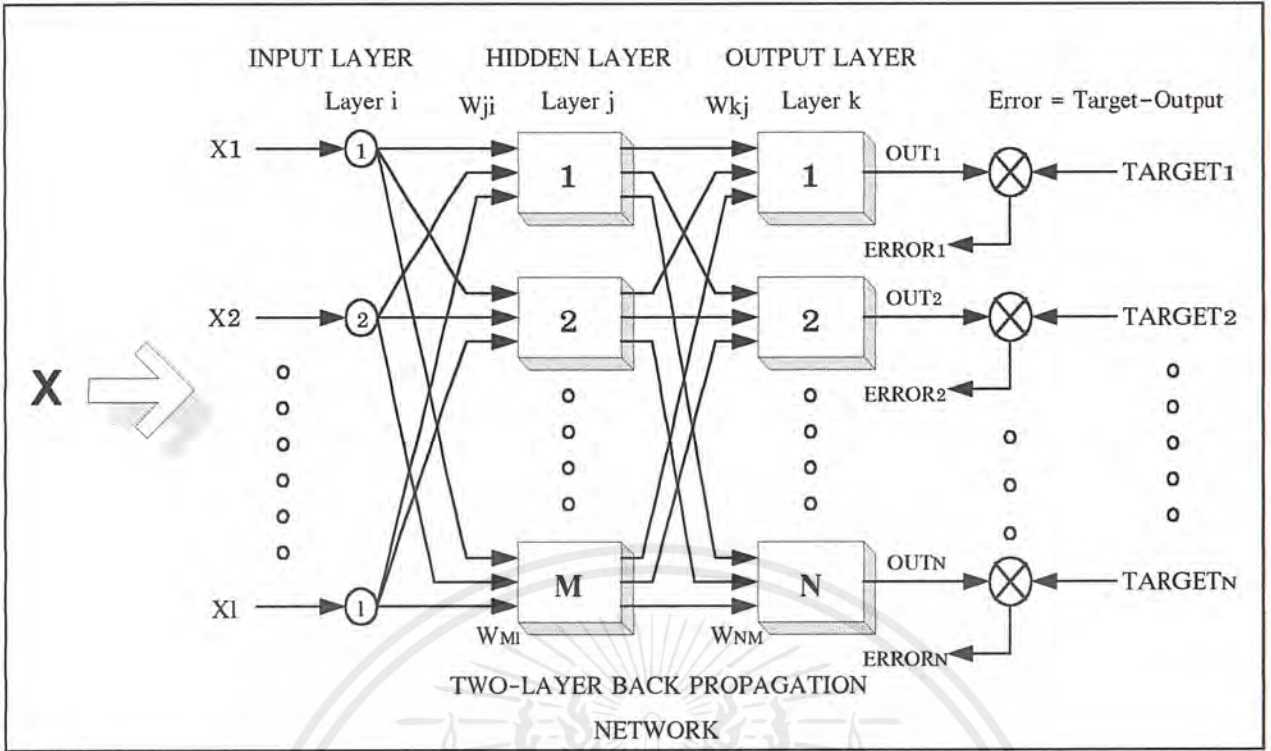 INPUT LAYER HIDDEN LAYER OUTPUT LAYER
Layer i Wji Layer j Wkj Layer k Error = Target-Output
X1 1 1 1 OUT1 TARGET1
ERROR1
X2 2 2 2 OUT2 TARGET2
X
ERROR2
Xl 1 M N OUTN TARGETN
WMl WNM
ERRORN
TWO-LAYER BACK PROPAGATION
NETWORK